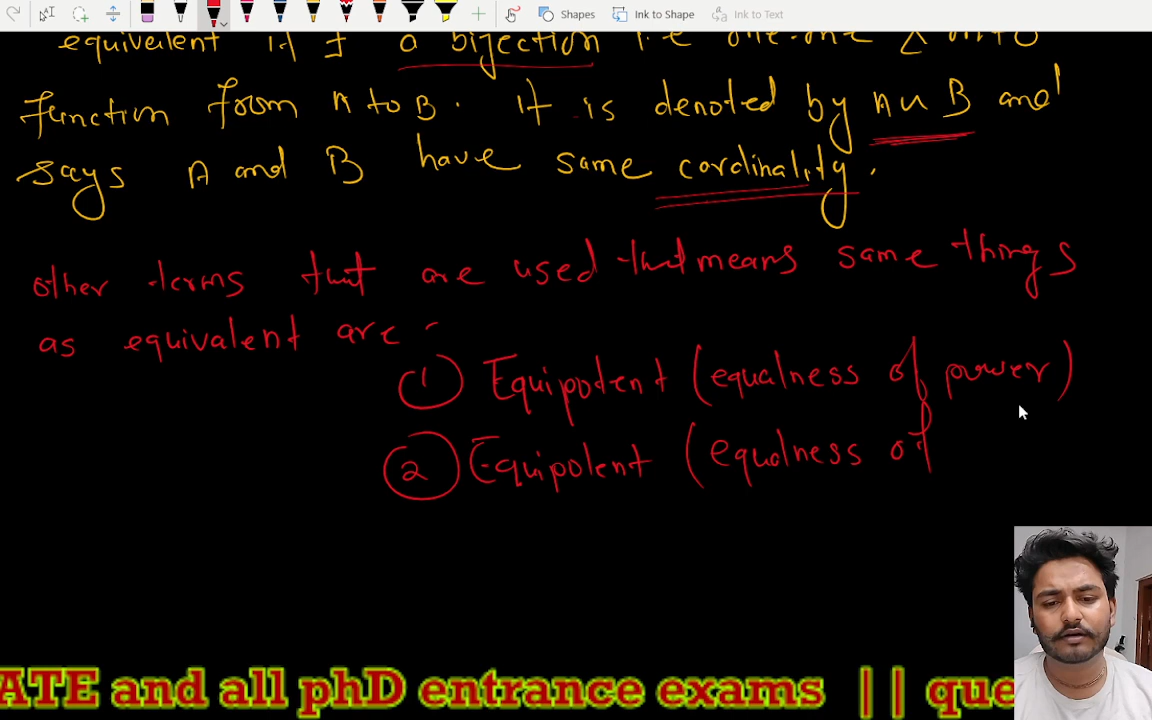 Shapes Ink to Shape Ink to Text
equivalent if ∃ a bijection i.e one-one & onto
function from A to B. It is denoted by A ∪ B and
says A and B have same cordinality.
other terms that are used that means same things
as equivalent are -
① Equipotent (equalness of power)
② Equipolent (equalness of
ATE and all phD entrance exams || que